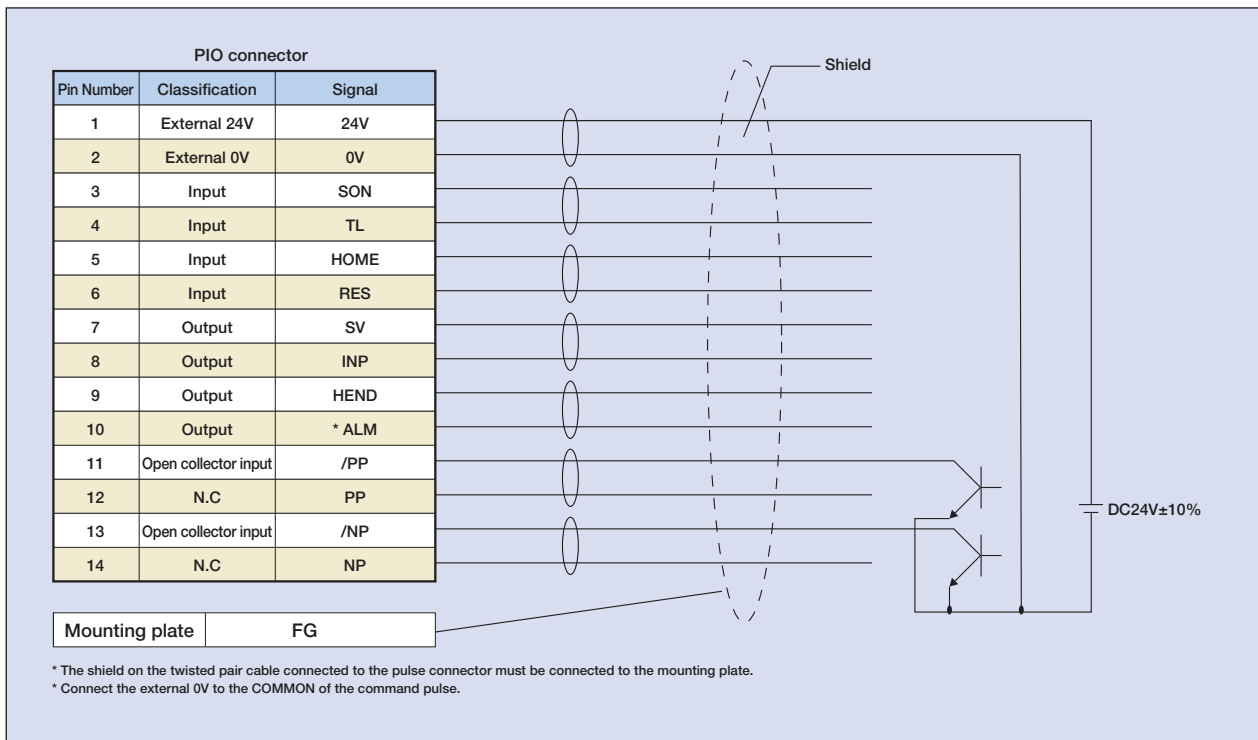 PIO connector
Shield
Pin Number Classification Signal
1 External 24V 24V
2 External 0V 0V
3 Input SON
4 Input TL
5 Input HOME
6 Input RES
7 Output SV
8 Output INP
9 Output HEND
10 Output * ALM
11 Open collector input /PP
12 N.C PP
13 Open collector input /NP
14 N.C NP
DC24V±10%
Mounting plate FG
* The shield on the twisted pair cable connected to the pulse connector must be connected to the mounting plate.
* Connect the external 0V to the COMMON of the command pulse.